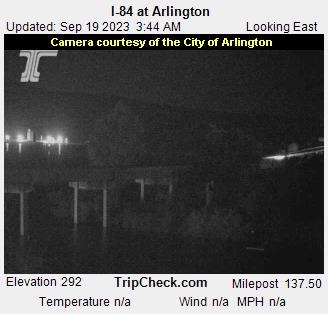 I-84 at Arlington
Updated: Sep 19 2023 3:44 AM Looking East
Camera courtesy of the City of Arlington
Elevation 292 TripCheck.com Milepost 137.50
Temperature n/a Wind n/a MPH n/a